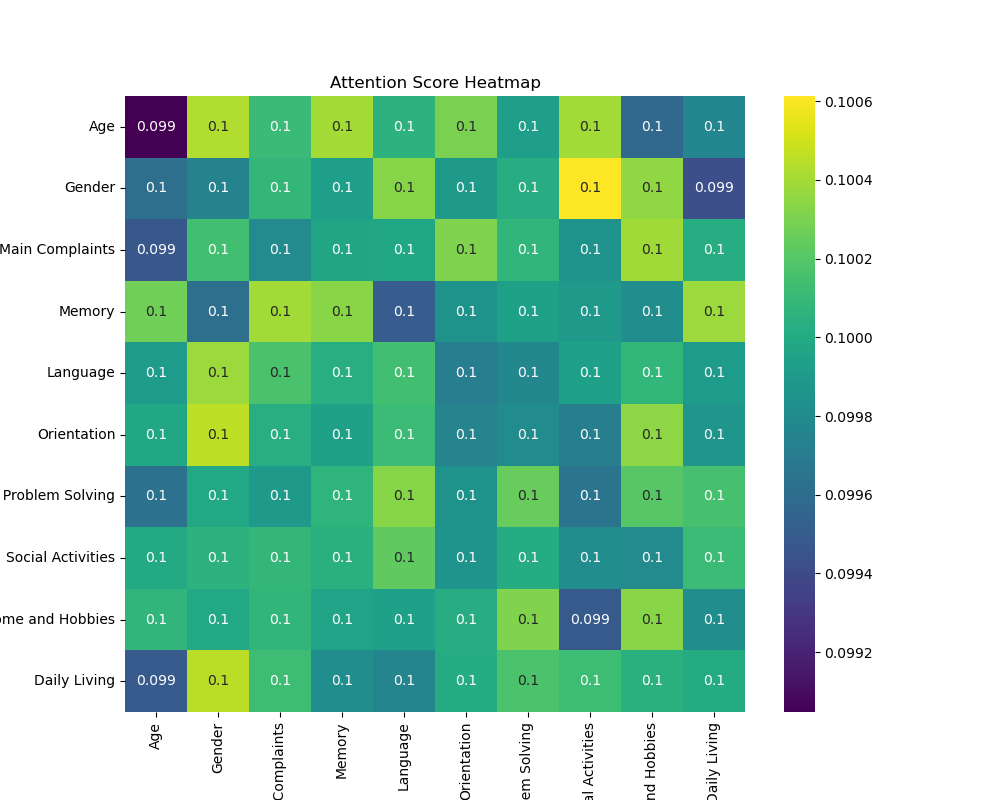 Attention Score Heatmap
Age 0.099 0.1 0.1 0.1 0.1 0.1 0.1 0.1 0.1 0.1
Gender 0.1 0.1 0.1 0.1 0.1 0.1 0.1 0.1 0.1 0.099
Main Complaints 0.099 0.1 0.1 0.1 0.1 0.1 0.1 0.1 0.1 0.1
Memory 0.1 0.1 0.1 0.1 0.1 0.1 0.1 0.1 0.1 0.1
Language 0.1 0.1 0.1 0.1 0.1 0.1 0.1 0.1 0.1 0.1
Orientation 0.1 0.1 0.1 0.1 0.1 0.1 0.1 0.1 0.1 0.1
Problem Solving 0.1 0.1 0.1 0.1 0.1 0.1 0.1 0.1 0.1 0.1
Social Activities 0.1 0.1 0.1 0.1 0.1 0.1 0.1 0.1 0.1 0.1
ome and Hobbies 0.1 0.1 0.1 0.1 0.1 0.1 0.1 0.099 0.1 0.1
Daily Living 0.099 0.1 0.1 0.1 0.1 0.1 0.1 0.1 0.1 0.1
Age
Gender
Complaints
Memory
Language
Orientation
em Solving
al Activities
nd Hobbies
Daily Living
0.1006
0.1004
0.1002
0.1000
0.0998
0.0996
0.0994
0.0992